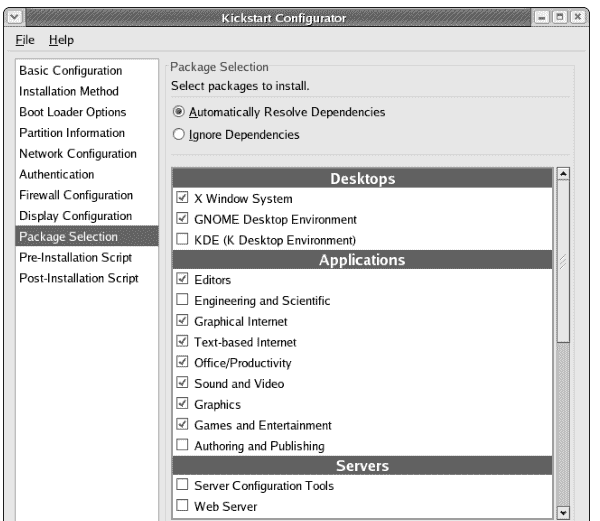 Kickstart Configurator
File Help
Basic Configuration
Installation Method
Boot Loader Options
Partition Information
Network Configuration
Authentication
Firewall Configuration
Display Configuration
Package Selection
Pre-Installation Script
Post-Installation Script
Package Selection
Select packages to install.
Automatically Resolve Dependencies
Ignore Dependencies
Desktops
X Window System
GNOME Desktop Environment
KDE (K Desktop Environment)
Applications
Editors
Engineering and Scientific
Graphical Internet
Text-based Internet
Office/Productivity
Sound and Video
Graphics
Games and Entertainment
Authoring and Publishing
Servers
Server Configuration Tools
Web Server